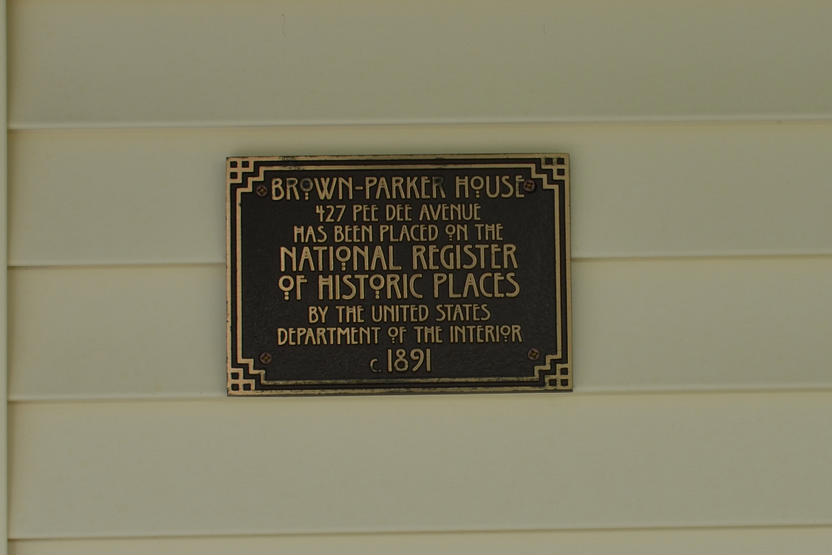 BROWN-PARKER HOUSE
427 PEE DEE AVENUE
HAS BEEN PLACED ON THE
NATIONAL REGISTER
OF HISTORIC PLACES
BY THE UNITED STATES
DEPARTMENT OF THE INTERIOR
C. 1891